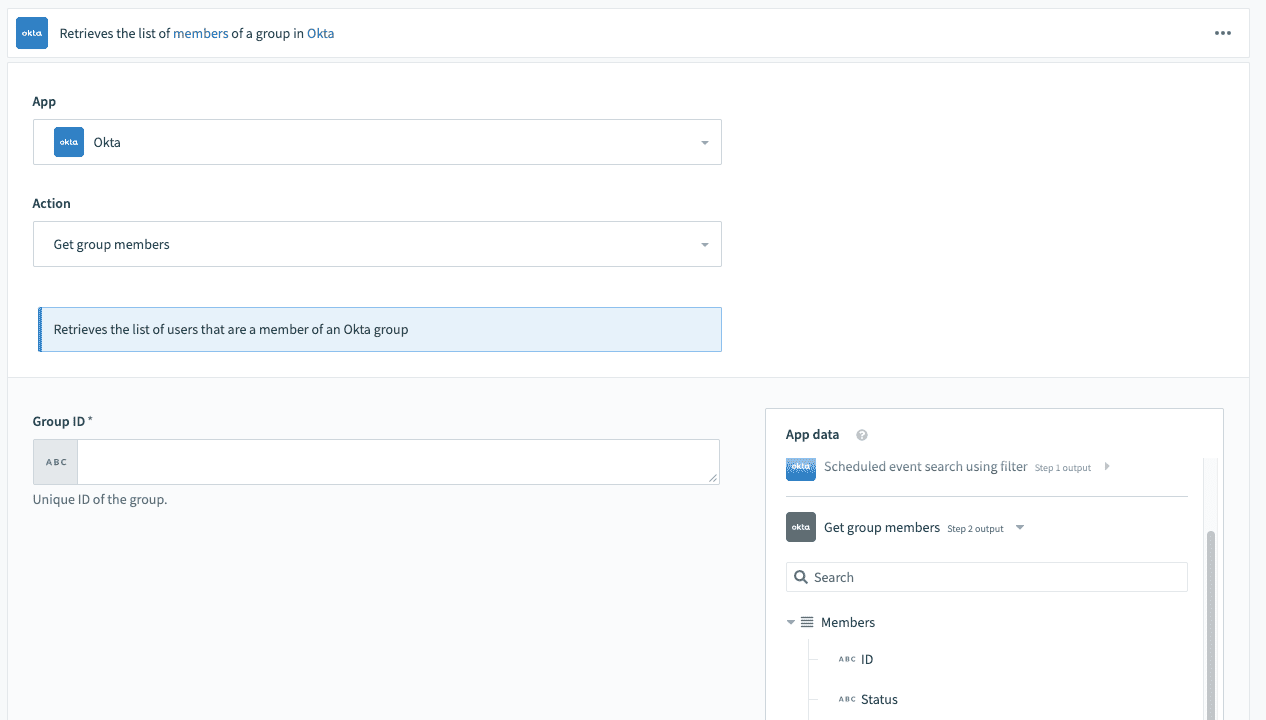 okta Retrieves the list of members of a group in Okta
App
okta Okta
Action
Get group members
Retrieves the list of users that are a member of an Okta group
Group ID *
ABC
Unique ID of the group.
App data ?
okta Scheduled event search using filter Step 1 output
okta Get group members Step 2 output
Search
Members
ABC ID
ABC Status